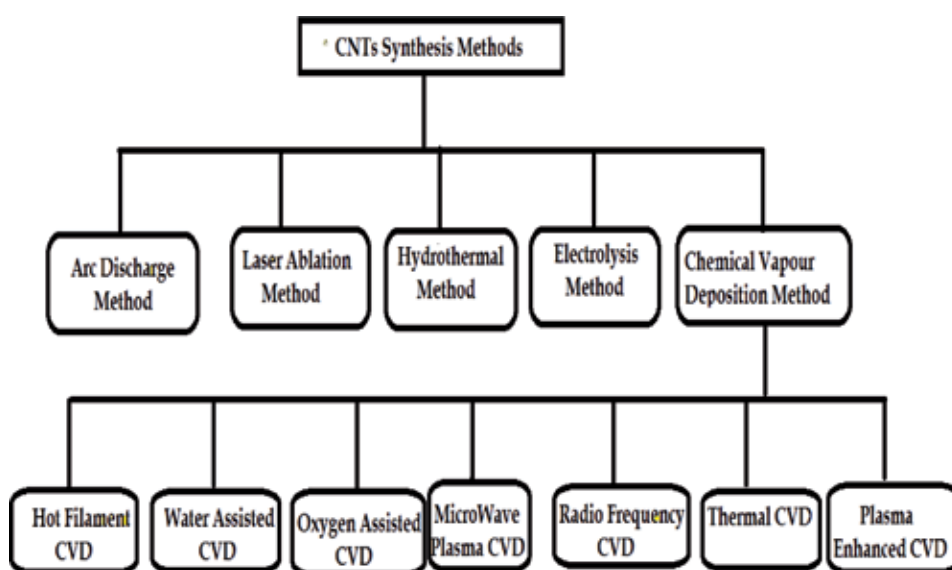 CNTs Synthesis Methods
Arc Discharge
Method
Laser Ablation
Method
Hydrothermal
Method
Electrolysis
Method
Chemical Vapour
Deposition Method
Hot Filament
CVD
Water Assisted
CVD
Oxygen Assisted
CVD
MicroWave
Plasma CVD
Radio Frequency
CVD
Thermal CVD
Plasma
Enhanced CVD